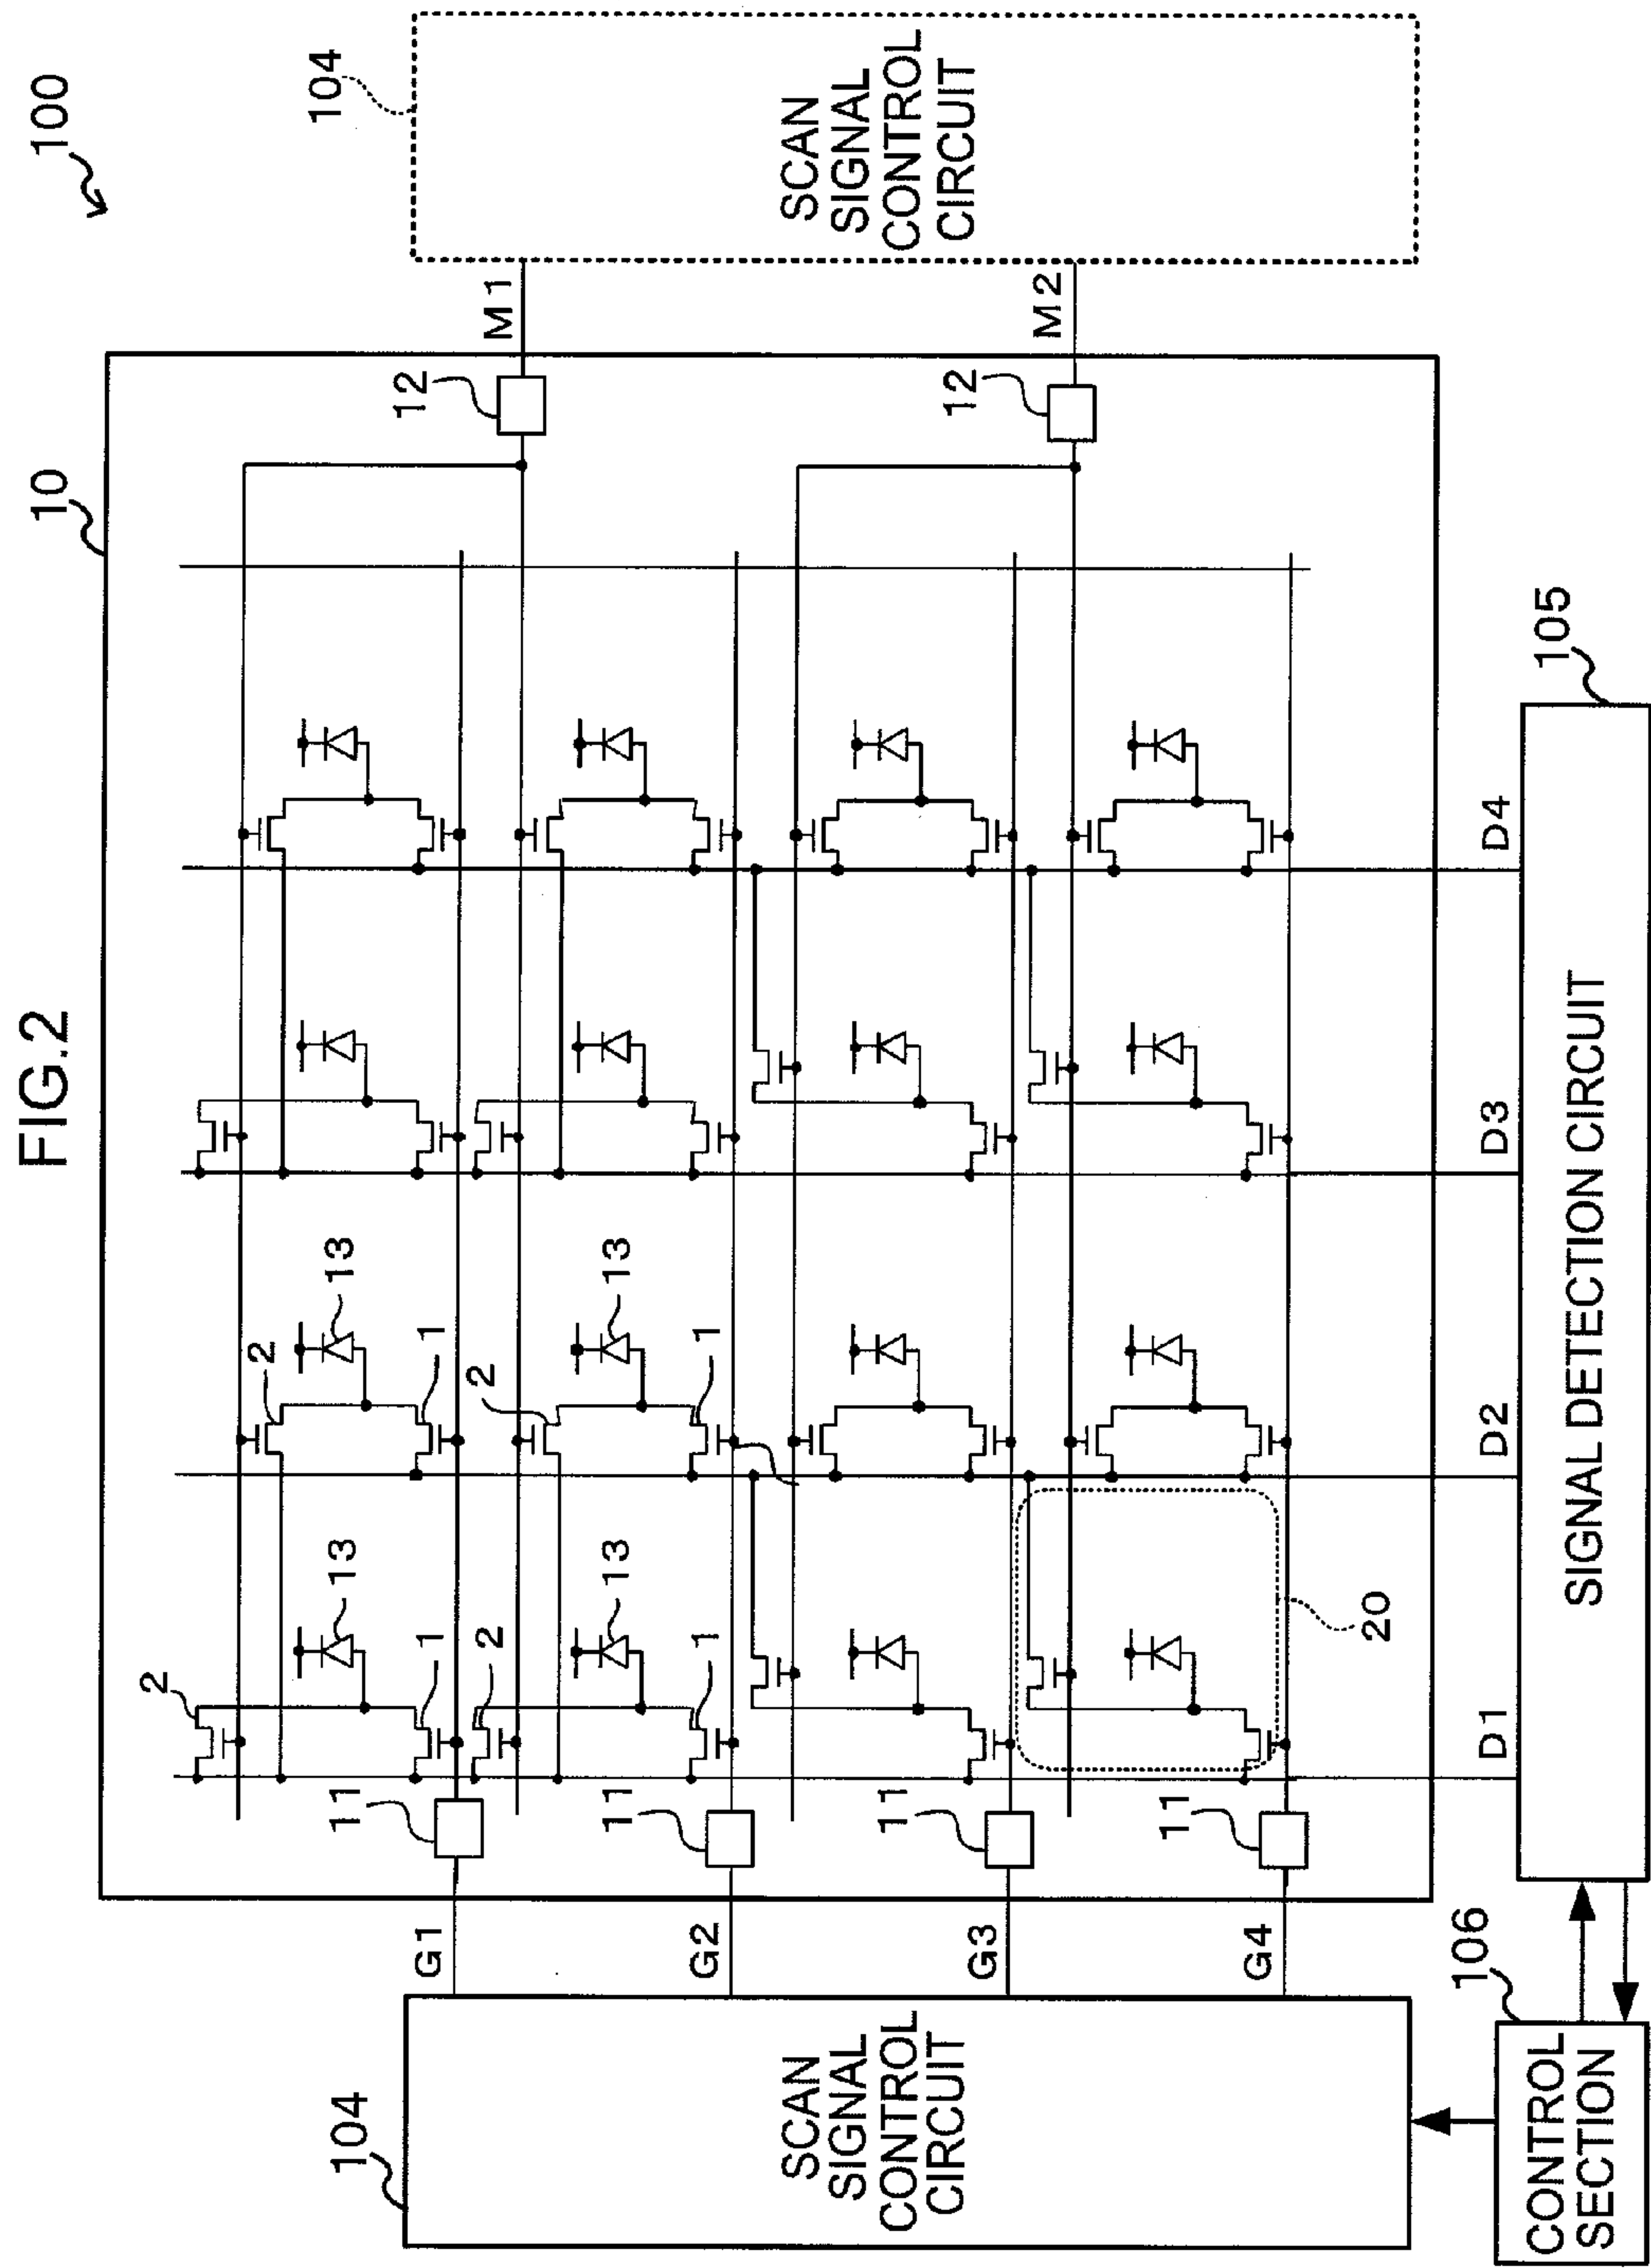 FIG.2
100
10
104
SCAN
SIGNAL
CONTROL
CIRCUIT
104
SCAN
SIGNAL
CONTROL
CIRCUIT
G1
G2
G3
G4
11
11
11
11
M1
M2
12
12
2
13
2
13
1
1
2
13
2
13
1
1
20
D1
D2
D3
D4
105
SIGNAL DETECTION CIRCUIT
106
CONTROL
SECTION